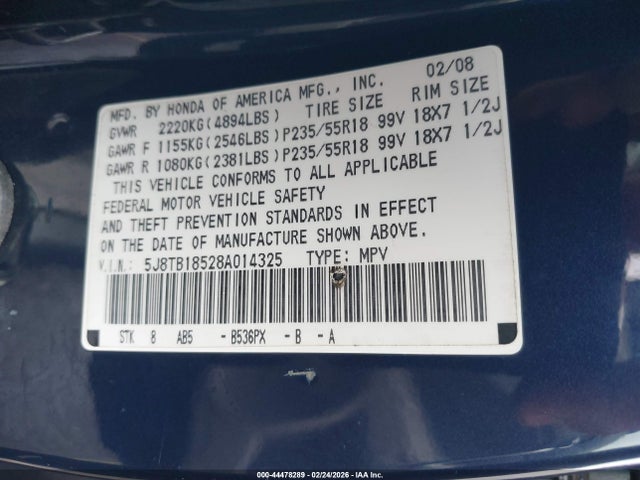 MFD. BY HONDA OF AMERICA MFG., INC. 02/08
GVWR 2220KG(4894LBS) TIRE SIZE RIM SIZE
GAWR F 1155KG(2546LBS)P235/55R18 99V 18X7 1/2J
GAWR R 1080KG(2381LBS)P235/55R18 99V 18X7 1/2J
THIS VEHICLE CONFORMS TO ALL APPLICABLE
FEDERAL MOTOR VEHICLE SAFETY
AND THEFT PREVENTION STANDARDS IN EFFECT
ON THE DATE OF MANUFACTURE SHOWN ABOVE.
V.I.N.: 5J8TB18528A014325 TYPE: MPV
STK 8 AB5 - B536PX - B - A
000-44478289 - 02/24/2026 - IAA Inc.